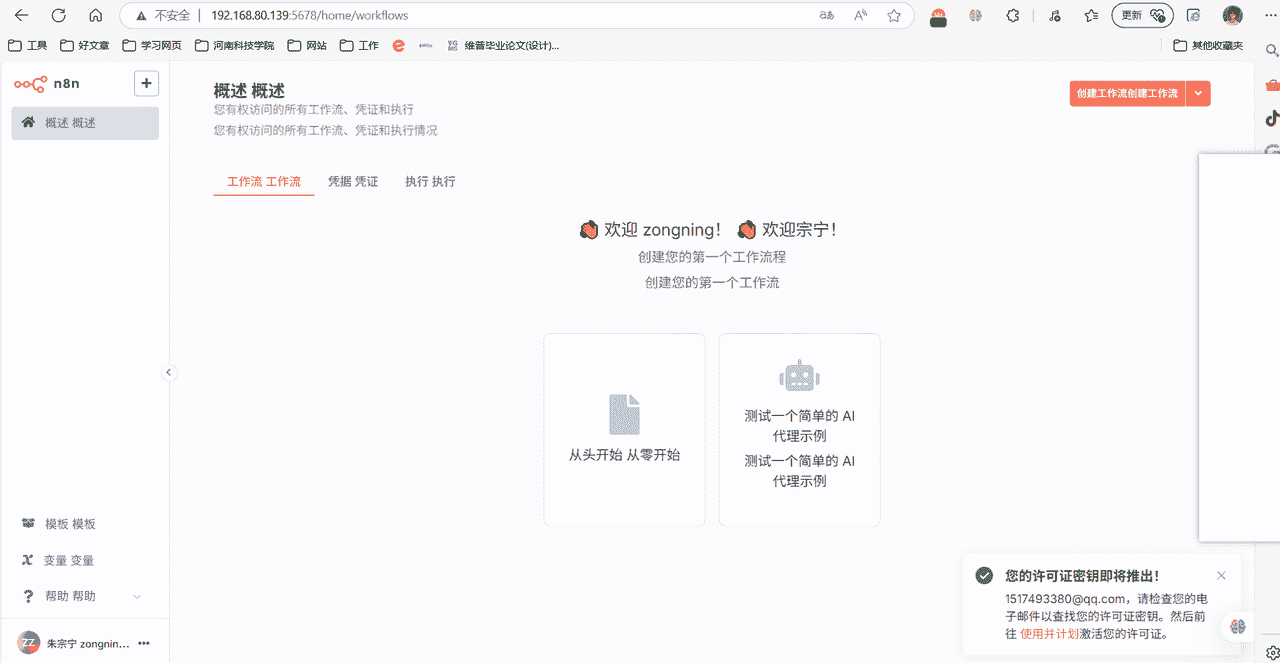 不安全 | 192.168.80.139:5678/home/workflows
更新
工具 好文章 学习网页 河南科技学院 网站 工作 维普毕业论文(设计)... 其他收藏夹
n8n
+
概述 概述
概述 概述
您有权访问的所有工作流、凭证和执行
您有权访问的所有工作流、凭证和执行情况
创建工作流创建工作流
工作流 工作流 凭据 凭证 执行 执行
欢迎 zongning! 欢迎宗宁!
创建您的第一个工作流程
创建您的第一个工作流
从头开始 从零开始
测试一个简单的 AI
代理示例
测试一个简单的 AI
代理示例
模板 模板
变量 变量
帮助 帮助
ZZ 朱宗宁 zongnin... •••
您的许可证密钥即将推出!
1517493380@qq.com，请检查您的电
子邮件以查找您的许可证密钥。然后前
往 使用并计划激活您的许可证。